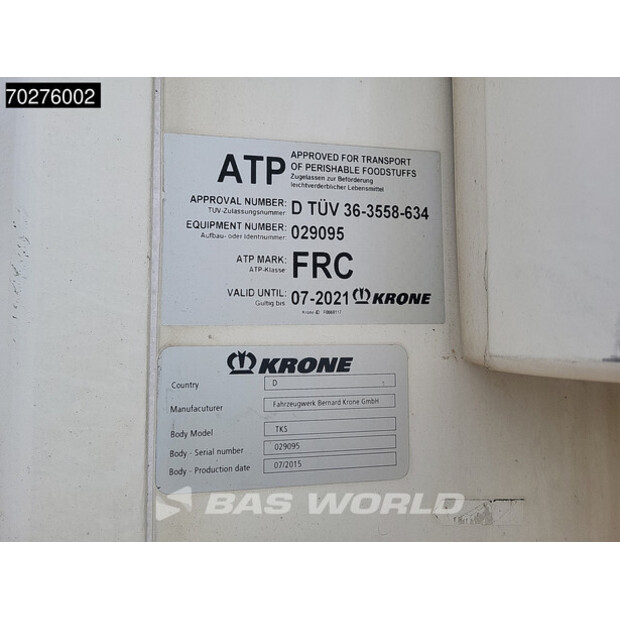 70276002
ATP
APPROVED FOR TRANSPORT
OF PERISHABLE FOODSTUFFS
Zugelassen zur Beförderung
leichtverderblicher Lebensmittel
APPROVAL NUMBER: D TÜV 36-3558-634
TÜV-Zulassungsnummer
EQUIPMENT NUMBER: 029095
Aufbau- oder Identnummer
ATP MARK: FRC
ATP-Klasse
VALID UNTIL: 07-2021 KRONE
Gültig bis
KRONE
Country D
Manufacturer Fahrzeugwerk Bernard Krone GmbH
Body Model TKS
Body - Serial number 029095
Body - Production date 07/2015
BAS WORLD